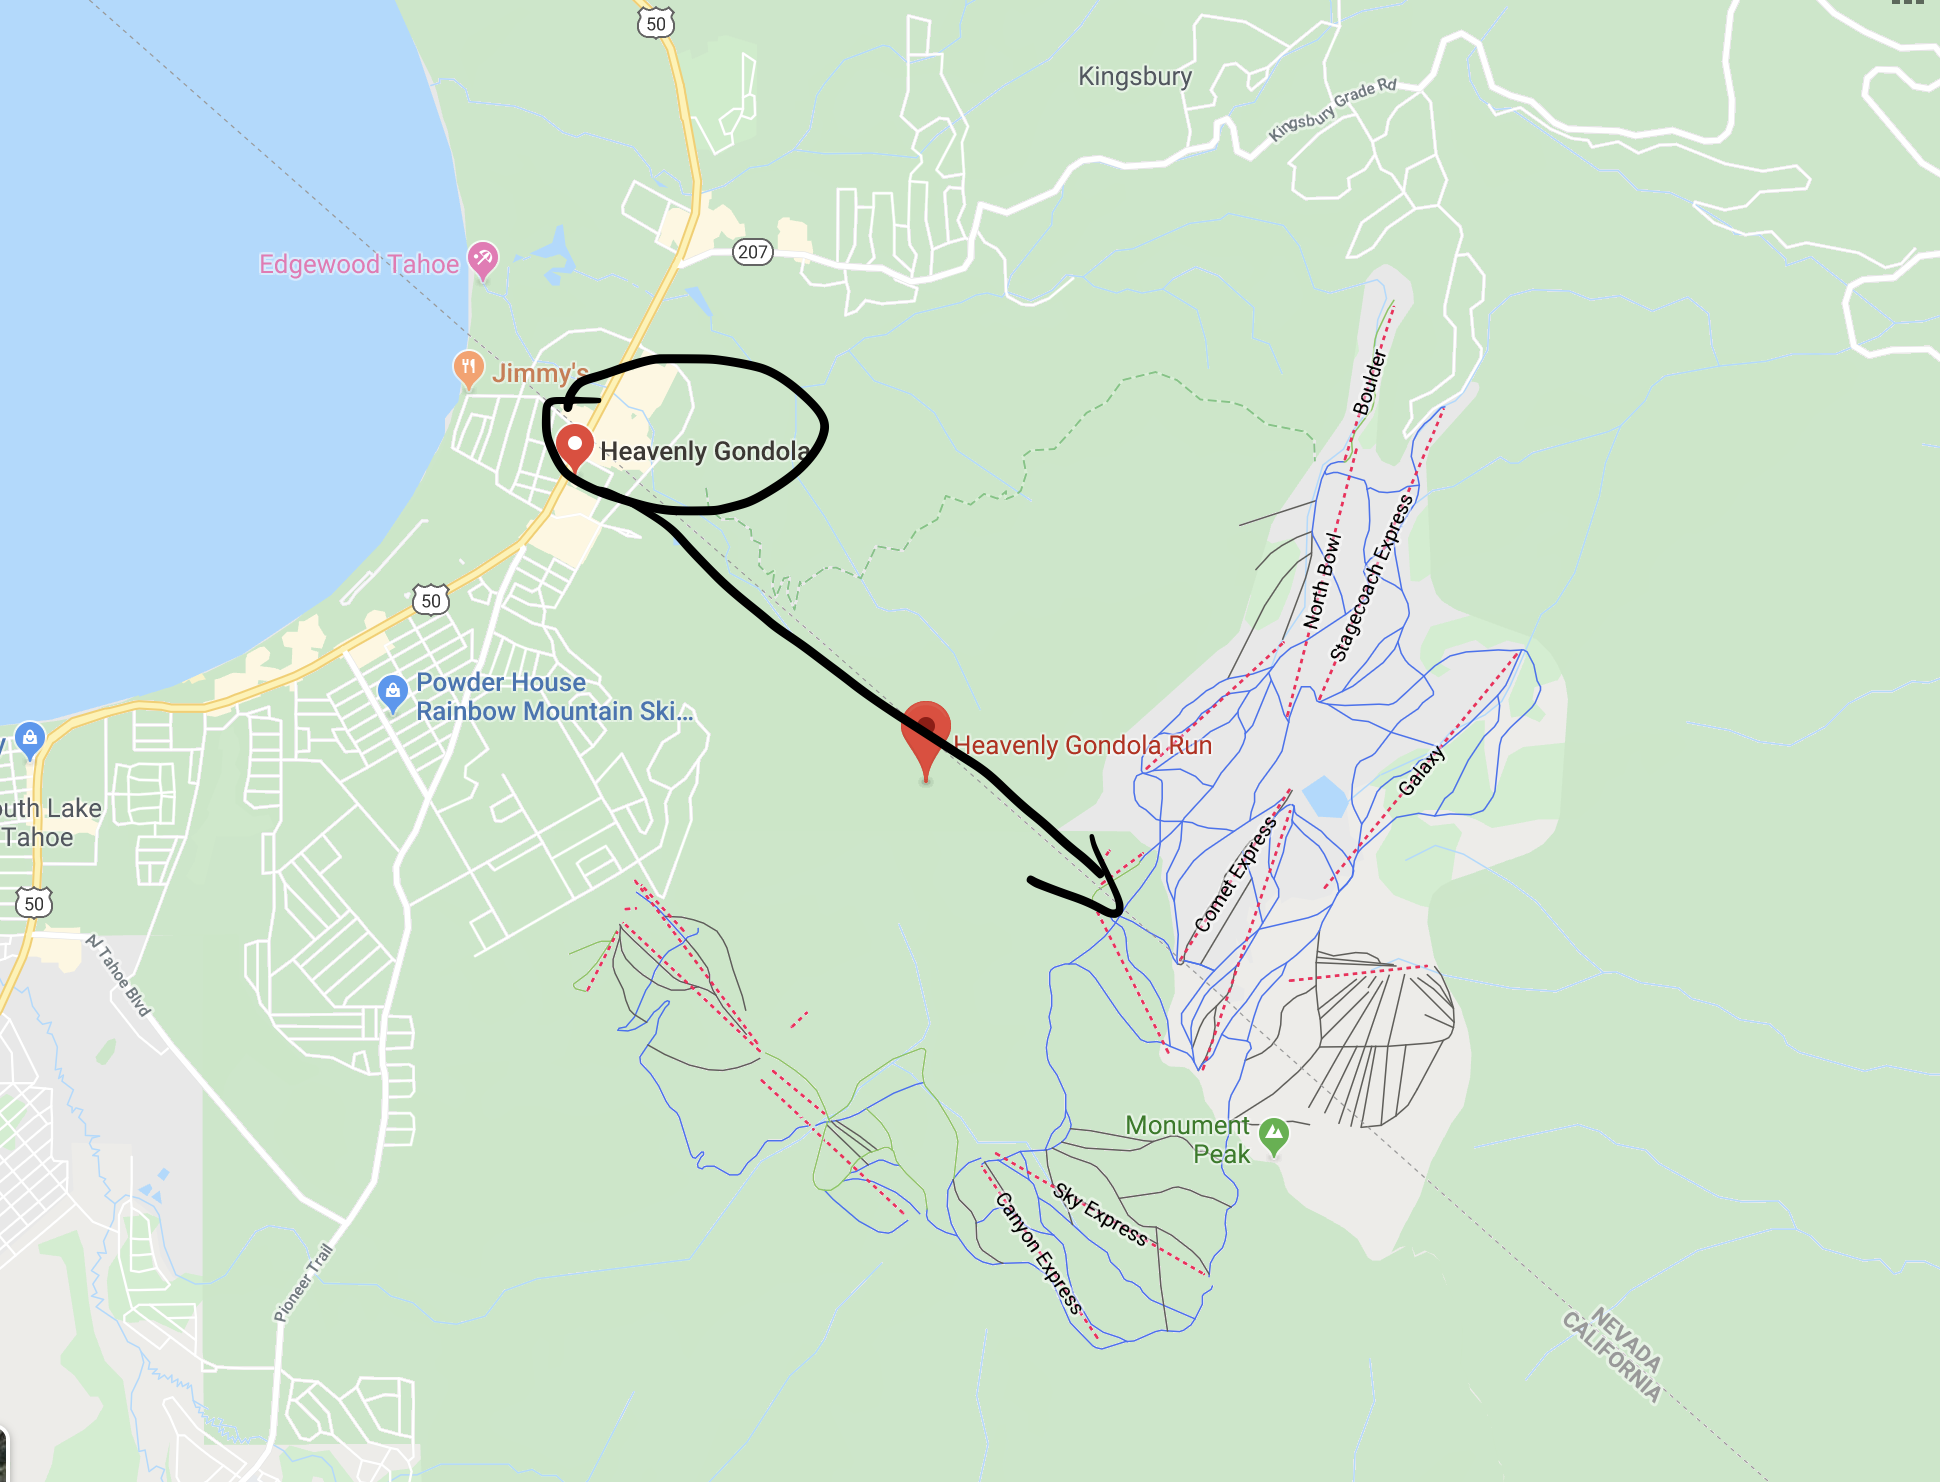 50
Kingsbury
Kingsbury Grade Rd
207
Edgewood Tahoe
Jimmy's
Heavenly Gondola
Boulder
North Bowl
Stagecoach Express
50
Powder House
Rainbow Mountain Ski...
Heavenly Gondola Run
Galaxy
outh Lake
Tahoe
Comet Express
50
Al Tahoe Blvd
Monument
Peak
Sky Express
Canyon Express
Pioneer Trail
NEVADA
CALIFORNIA